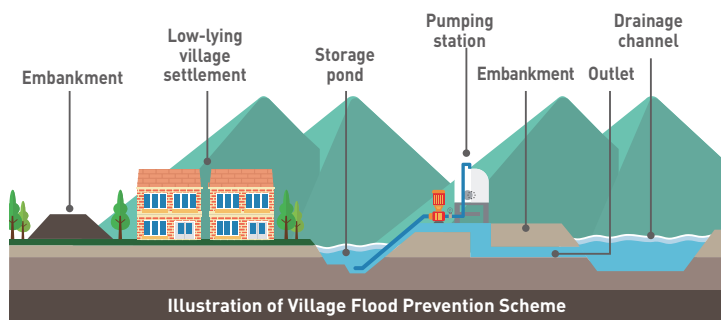 Embankment
Low-lying
village
settlement
Storage
pond
Pumping
station
Embankment
Outlet
Drainage
channel
Illustration of Village Flood Prevention Scheme